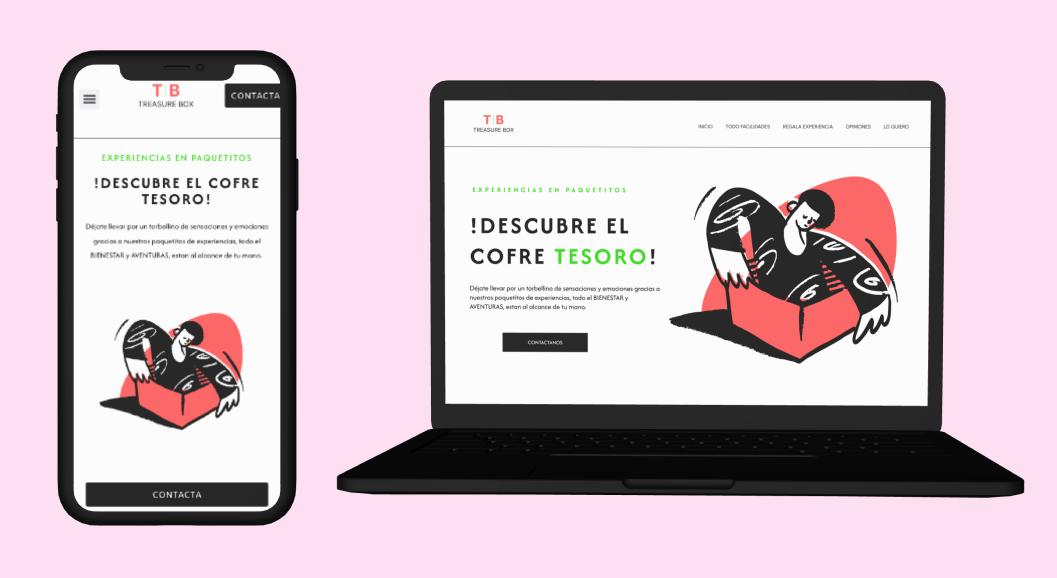 T|B
TREASURE BOX
CONTACTA
EXPERIENCIAS EN PAQUETITOS
!DESCUBRE EL COFRE
TESORO!
Déjate llevar por un torbellino de sensaciones y emociones
gracias a nuestros paquetitos de experiencias, todo el
BIENESTAR y AVENTURAS, estan al alcance de tu mano.
CONTACTA
T|B
TREASURE BOX
INICIO TODO FACILIDADES REGALA EXPERIENCIA OPINIONES LO QUIERO
EXPERIENCIAS EN PAQUETITOS
!DESCUBRE EL
COFRE TESORO!
Déjate llevar por un torbellino de sensaciones y emociones gracias a
nuestros paquetitos de experiencias, todo el BIENESTAR y
AVENTURAS, estan al alcance de tu mano.
CONTACTANOS